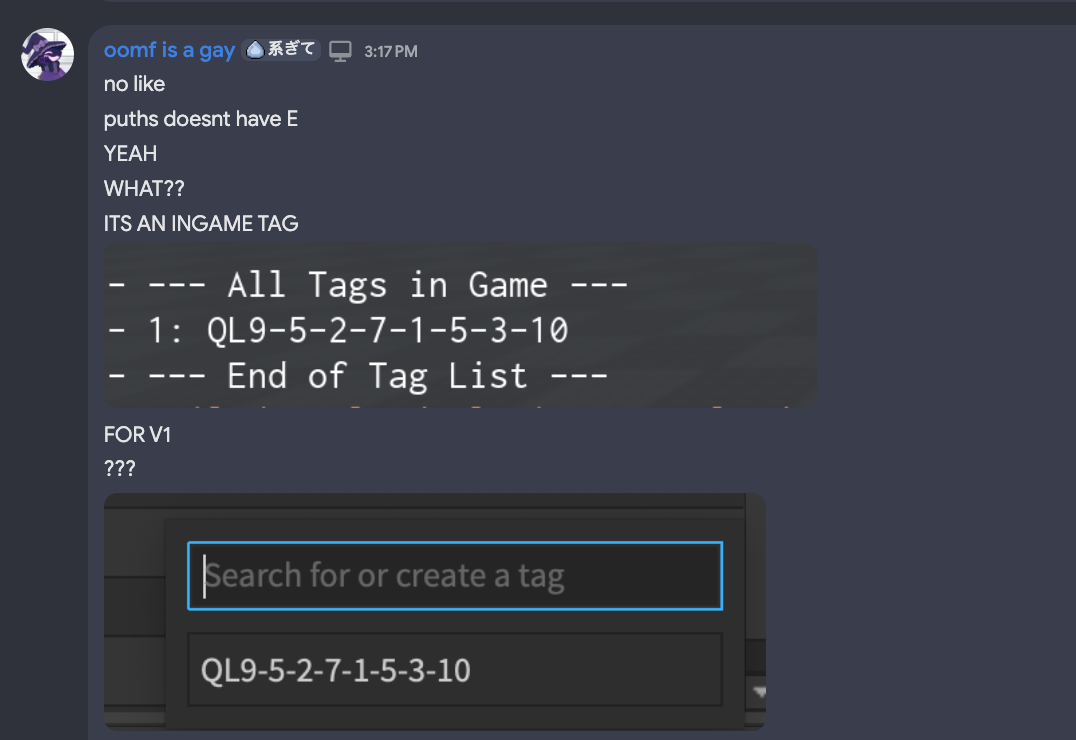 oomf is a gay 系ぎて 3:17 PM
no like
puths doesnt have E
YEAH
WHAT??
ITS AN INGAME TAG
- --- All Tags in Game ---
- 1: QL9-5-2-7-1-5-3-10
- --- End of Tag List ---
FOR V1
???
Search for or create a tag
QL9-5-2-7-1-5-3-10